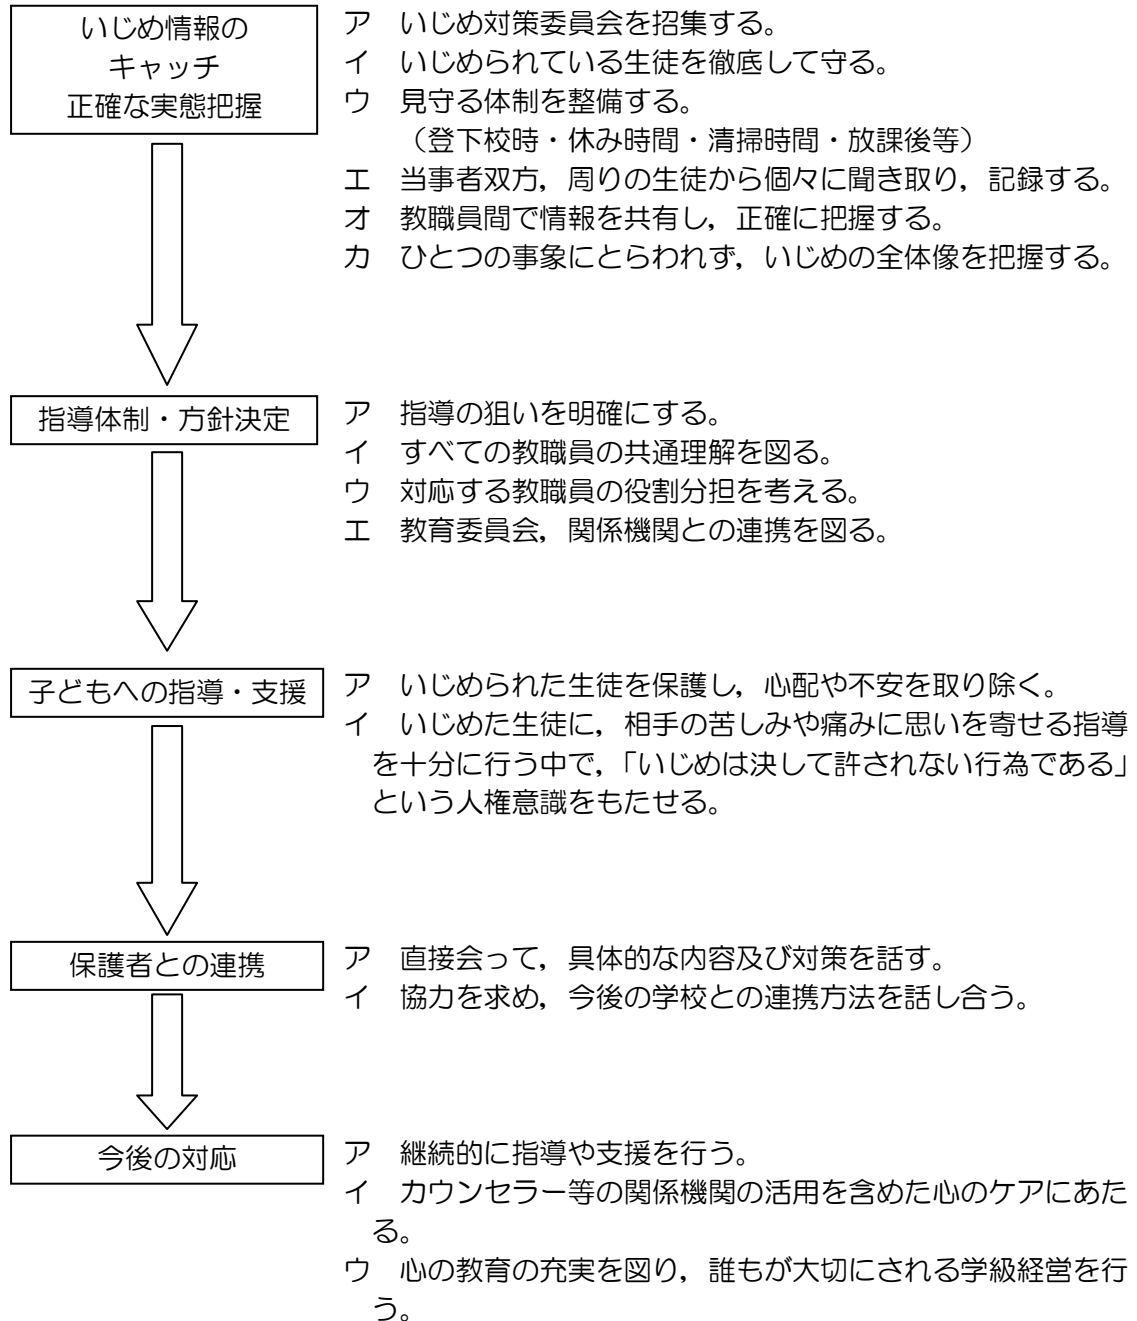 いじめ情報の
キャッチ
正確な実態把握
ア　いじめ対策委員会を招集する。
イ　いじめられている生徒を徹底して守る。
ウ　見守る体制を整備する。
（登下校時・休み時間・清掃時間・放課後等）
エ　当事者双方，周りの生徒から個々に聞き取り，記録する。
オ　教職員間で情報を共有し，正確に把握する。
カ　ひとつの事象にとらわれず，いじめの全体像を把握する。
指導体制・方針決定
ア　指導の狙いを明確にする。
イ　すべての教職員の共通理解を図る。
ウ　対応する教職員の役割分担を考える。
エ　教育委員会，関係機関との連携を図る。
子どもへの指導・支援
ア　いじめられた生徒を保護し，心配や不安を取り除く。
イ　いじめた生徒に，相手の苦しみや痛みに思いを寄せる指導
を十分に行う中で，「いじめは決して許されない行為である」
という人権意識をもたせる。
保護者との連携
ア　直接会って，具体的な内容及び対策を話す。
イ　協力を求め，今後の学校との連携方法を話し合う。
今後の対応
ア　継続的に指導や支援を行う。
イ　カウンセラー等の関係機関の活用を含めた心のケアにあた
る。
ウ　心の教育の充実を図り，誰もが大切にされる学級経営を行
う。